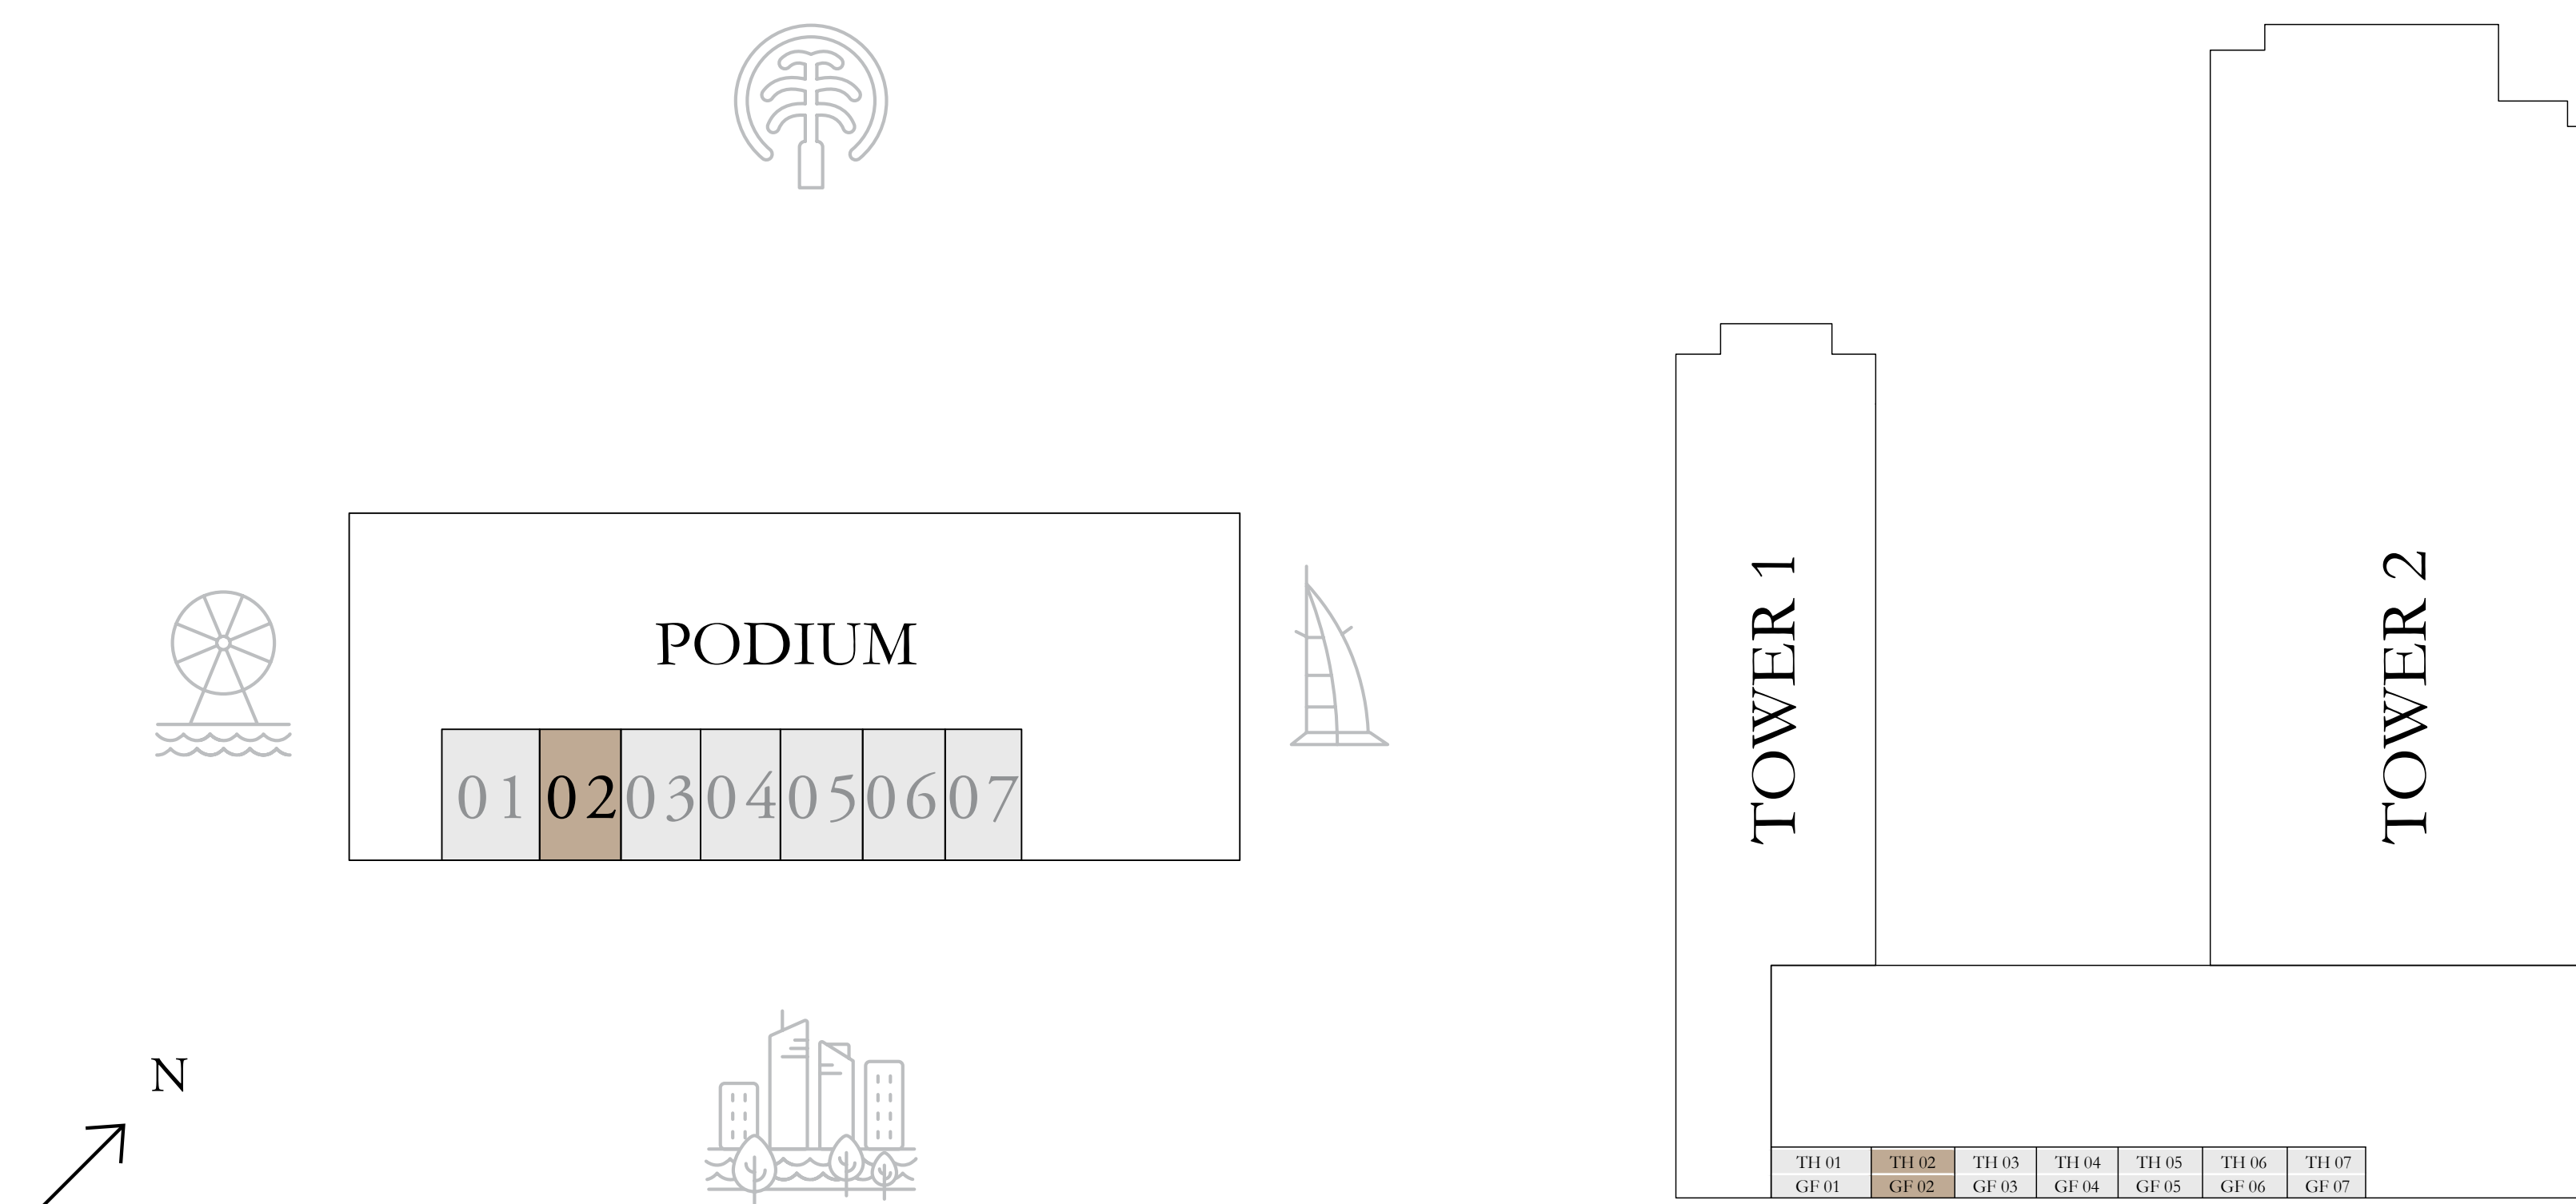 PODIUM
01 02 03 04 05 06 07
N
TOWER 1
TOWER 2
TH 01 TH 02 TH 03 TH 04 TH 05 TH 06 TH 07
GF 01 GF 02 GF 03 GF 04 GF 05 GF 06 GF 07